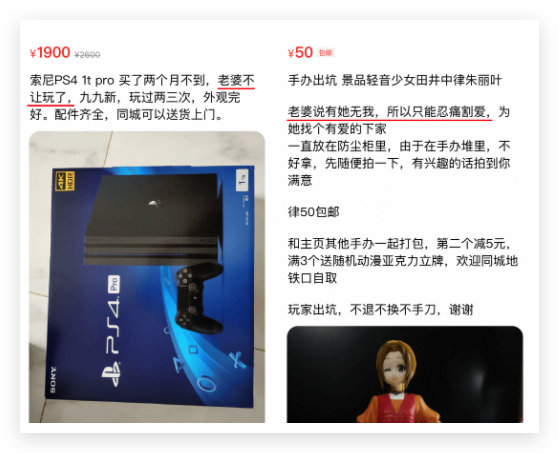 ¥1900 ¥2600
索尼PS4 1t pro 买了两个月不到，老婆不
让玩了，九九新，玩过两三次，外观完
好。配件齐全，同城可以送货上门。
4K
HDR
1TB
PS4 Pro
SONY
¥50 包邮
手办出坑 景品轻音少女田井中律朱丽叶
老婆说有她无我，所以只能忍痛割爱，为
她找个有爱的下家
一直放在防尘柜里，由于在手办堆里，不
好拿，先随便拍一下，有兴趣的话拍到你
满意
律50包邮
和主页其他手办一起打包，第二个减5元，
满3个送随机动漫亚克力立牌，欢迎同城地
铁口自取
玩家出坑，不退不换不手刀，谢谢